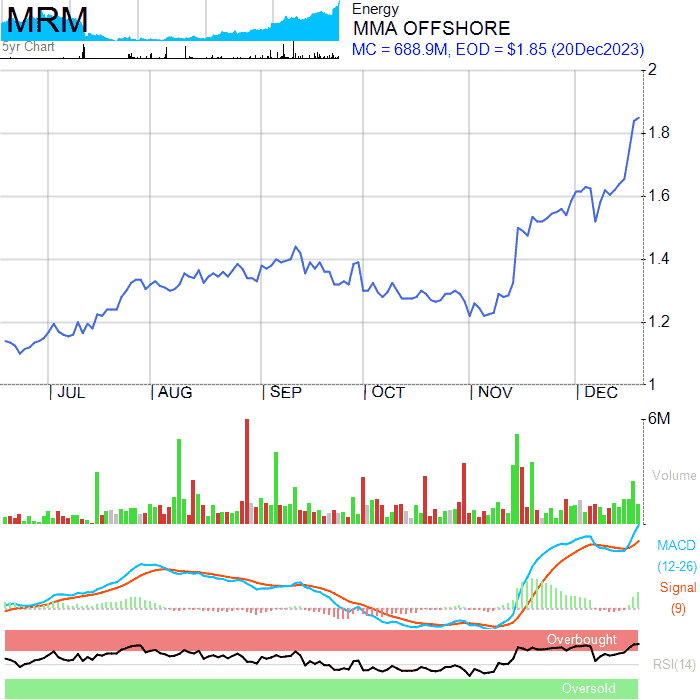 MRM
5yr Chart
Energy
MMA OFFSHORE
MC = 688.9M, EOD = $1.85 (20Dec2023)
2
1.8
1.6
1.4
1.2
1
JUL AUG SEP OCT NOV DEC
6M
Volume
MACD
(12-26)
Signal
(9)
Overbought
RSI(14)
Oversold